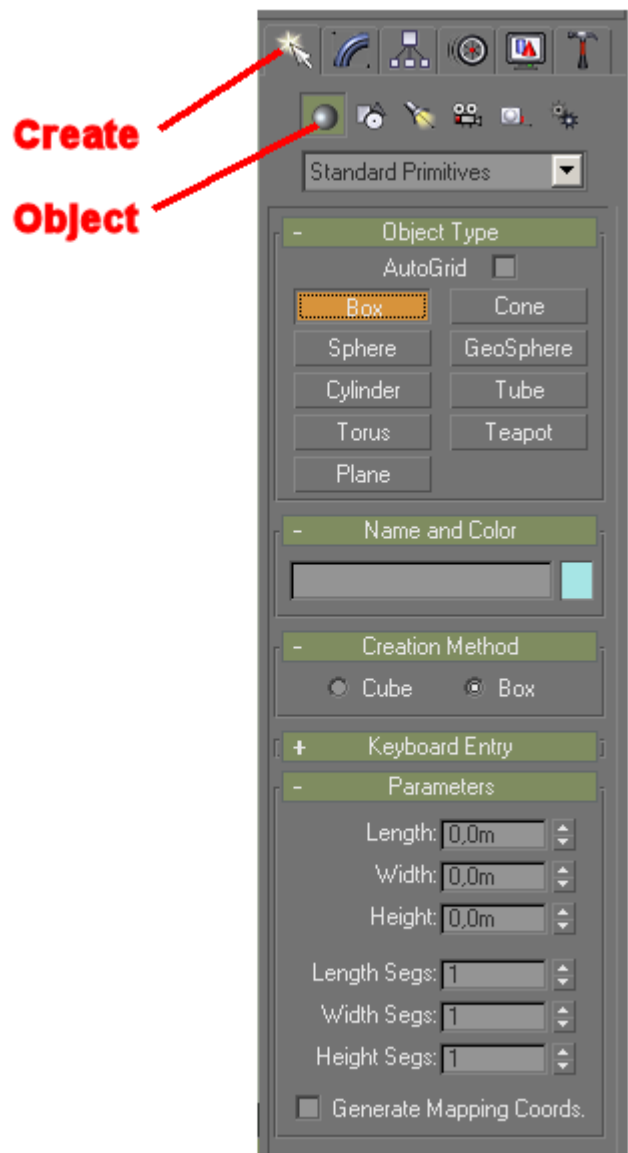 Create
Object
Standard Primitives
- Object Type
AutoGrid
Box Cone
Sphere GeoSphere
Cylinder Tube
Torus Teapot
Plane
- Name and Color
- Creation Method
Cube Box
+ Keyboard Entry
- Parameters
Length: 0,0m
Width: 0,0m
Height: 0,0m
Length Segs: 1
Width Segs: 1
Height Segs: 1
Generate Mapping Coords.